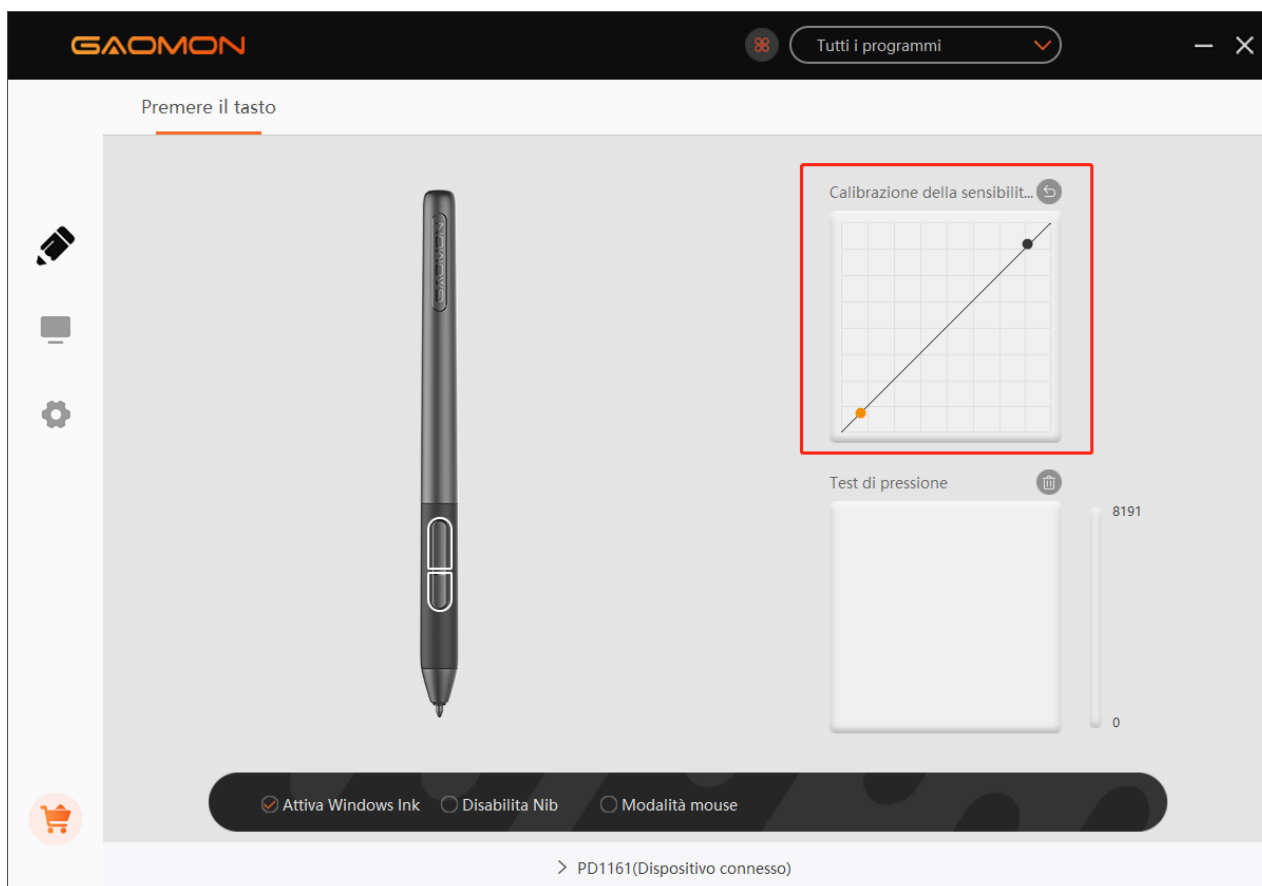 GAOMON
Tutti i programmi
Premere il tasto
Calibrazione della sensibilit...
GAOMON
Test di pressione
8191
0
Attiva Windows Ink
Disabilita Nib
Modalità mouse
PD1161(Dispositivo connesso)